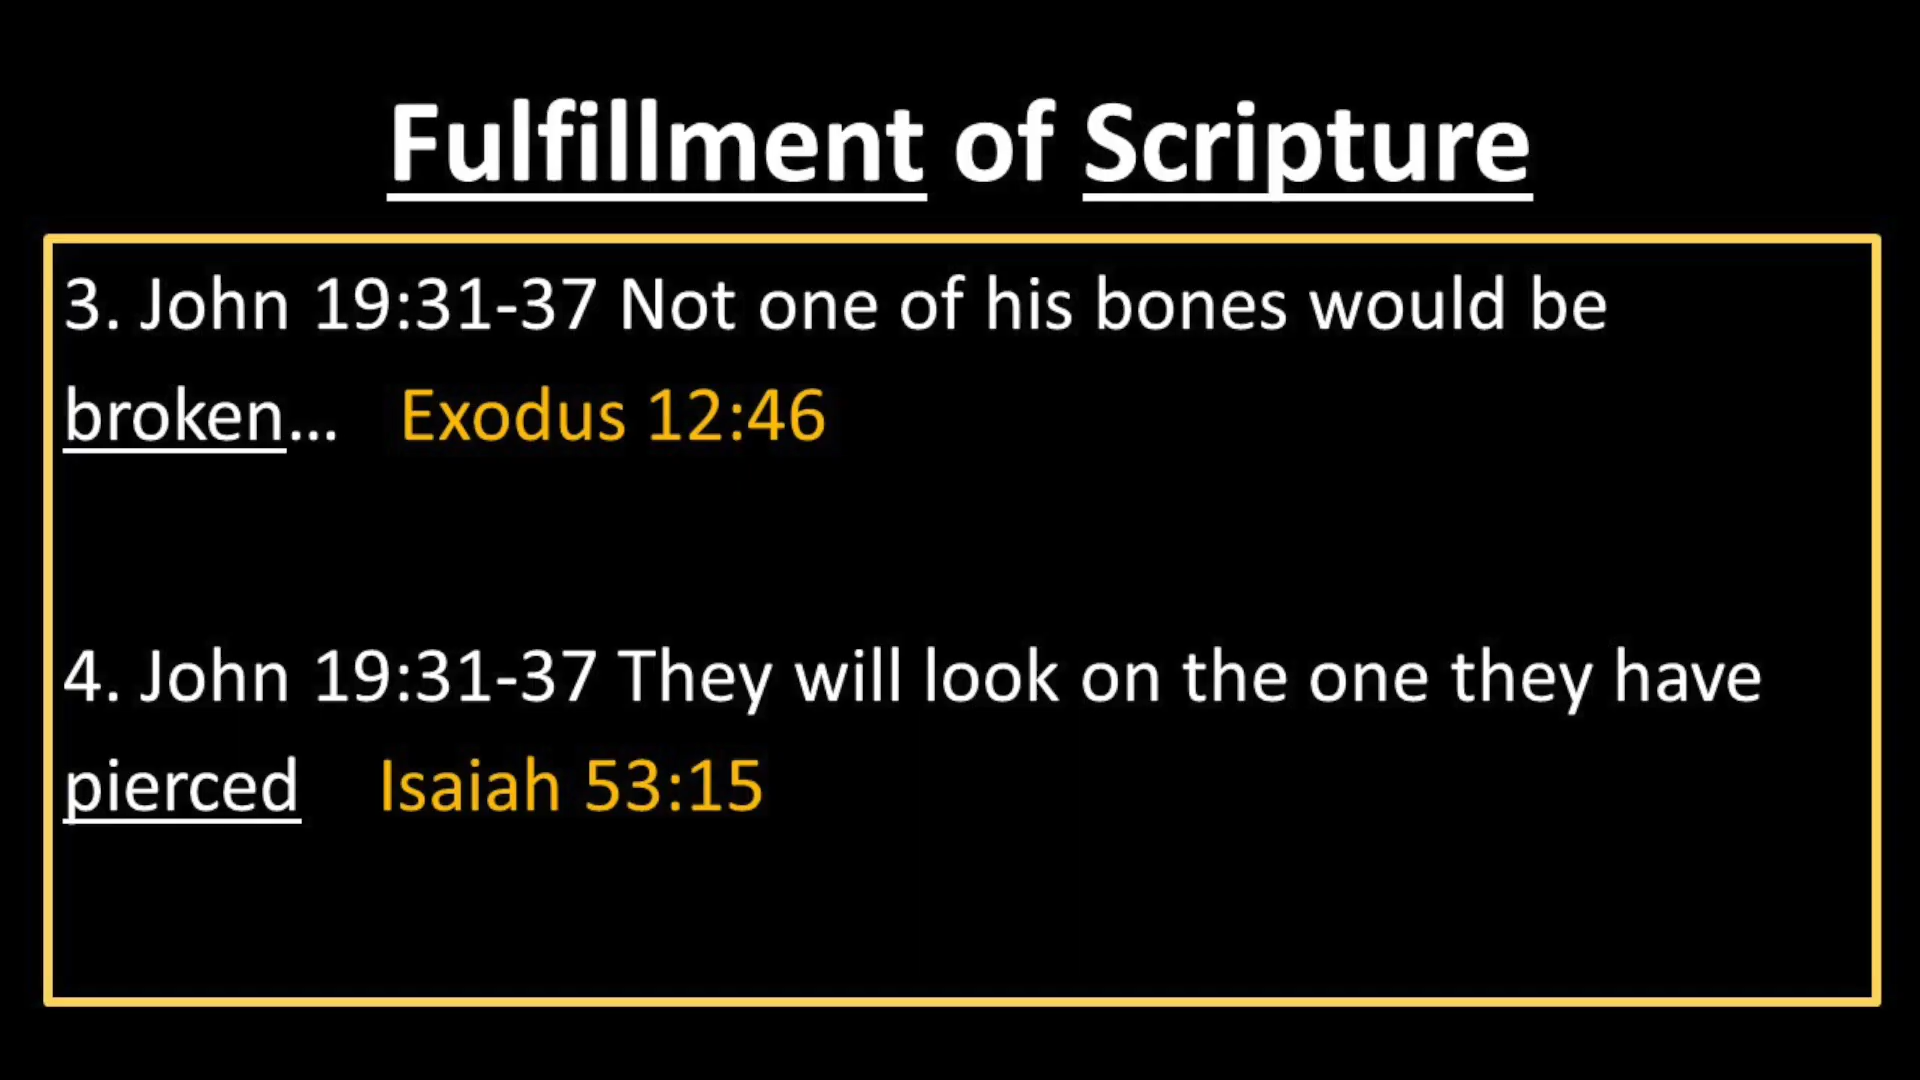 Fulfillment of Scripture
3. John 19:31-37 Not one of his bones would be
broken... Exodus 12:46
4. John 19:31-37 They will look on the one they have
pierced Isaiah 53:15